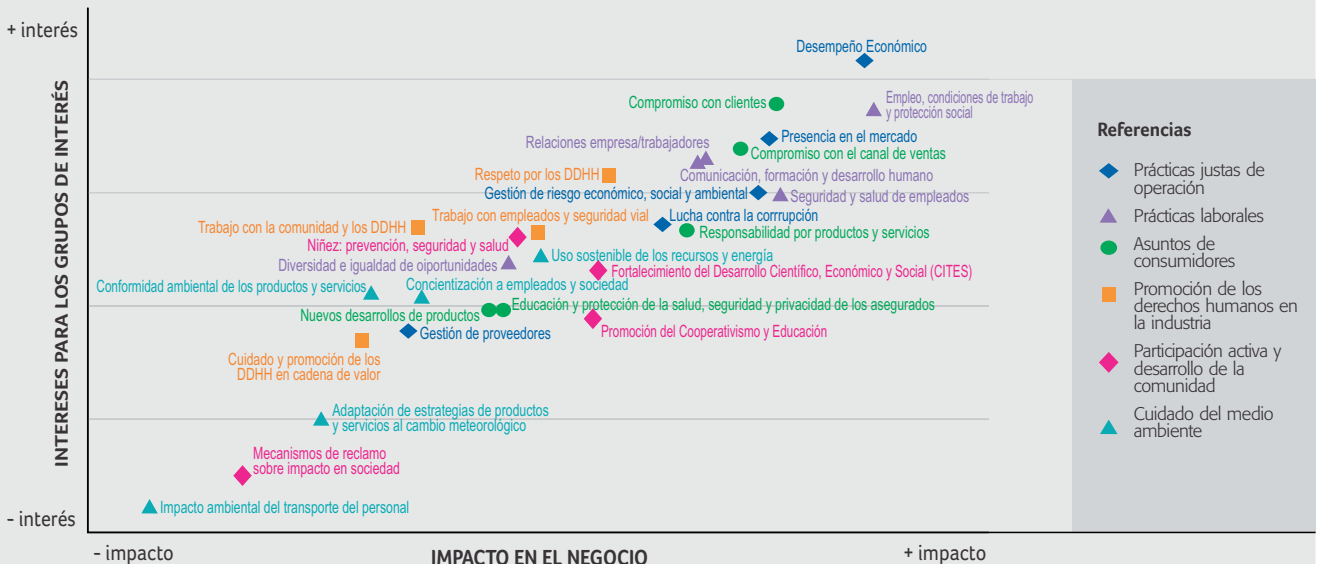 + interés
Desempeño Económico
Compromiso con clientes
Empleo, condiciones de trabajo
y protección social
Relaciones empresa/trabajadores
Presencia en el mercado
Compromiso con el canal de ventas
Respeto por los DDHH
Comunicación, formación y desarrollo humano
Gestión de riesgo económico, social y ambiental
Seguridad y salud de empleados
Trabajo con la comunidad y los DDHH
Trabajo con empleados y seguridad vial
Lucha contra la corrrupción
Responsabilidad por productos y servicios
Niñez: prevención, seguridad y salud
Uso sostenible de los recursos y energía
Diversidad e igualdad de oiportunidades
Fortalecimiento del Desarrollo Científico, Económico y Social (CITES)
Conformidad ambiental de los productos y servicios
Concientización a empleados y sociedad
Nuevos desarrollos de productos
Educación y protección de la salud, seguridad y privacidad de los asegurados
Gestión de proveedores
Promoción del Cooperativismo y Educación
Cuidado y promoción de los
DDHH en cadena de valor
Adaptación de estrategias de productos
y servicios al cambio meteorológico
Mecanismos de reclamo
sobre impacto en sociedad
Impacto ambiental del transporte del personal
INTERESES PARA LOS GRUPOS DE INTERÉS
- interés
- impacto
IMPACTO EN EL NEGOCIO
+ impacto
Referencias
Prácticas justas de
operación
Prácticas laborales
Asuntos de
consumidores
Promoción de los
derechos humanos en
la industria
Participación activa y
desarrollo de la
comunidad
Cuidado del medio
ambiente